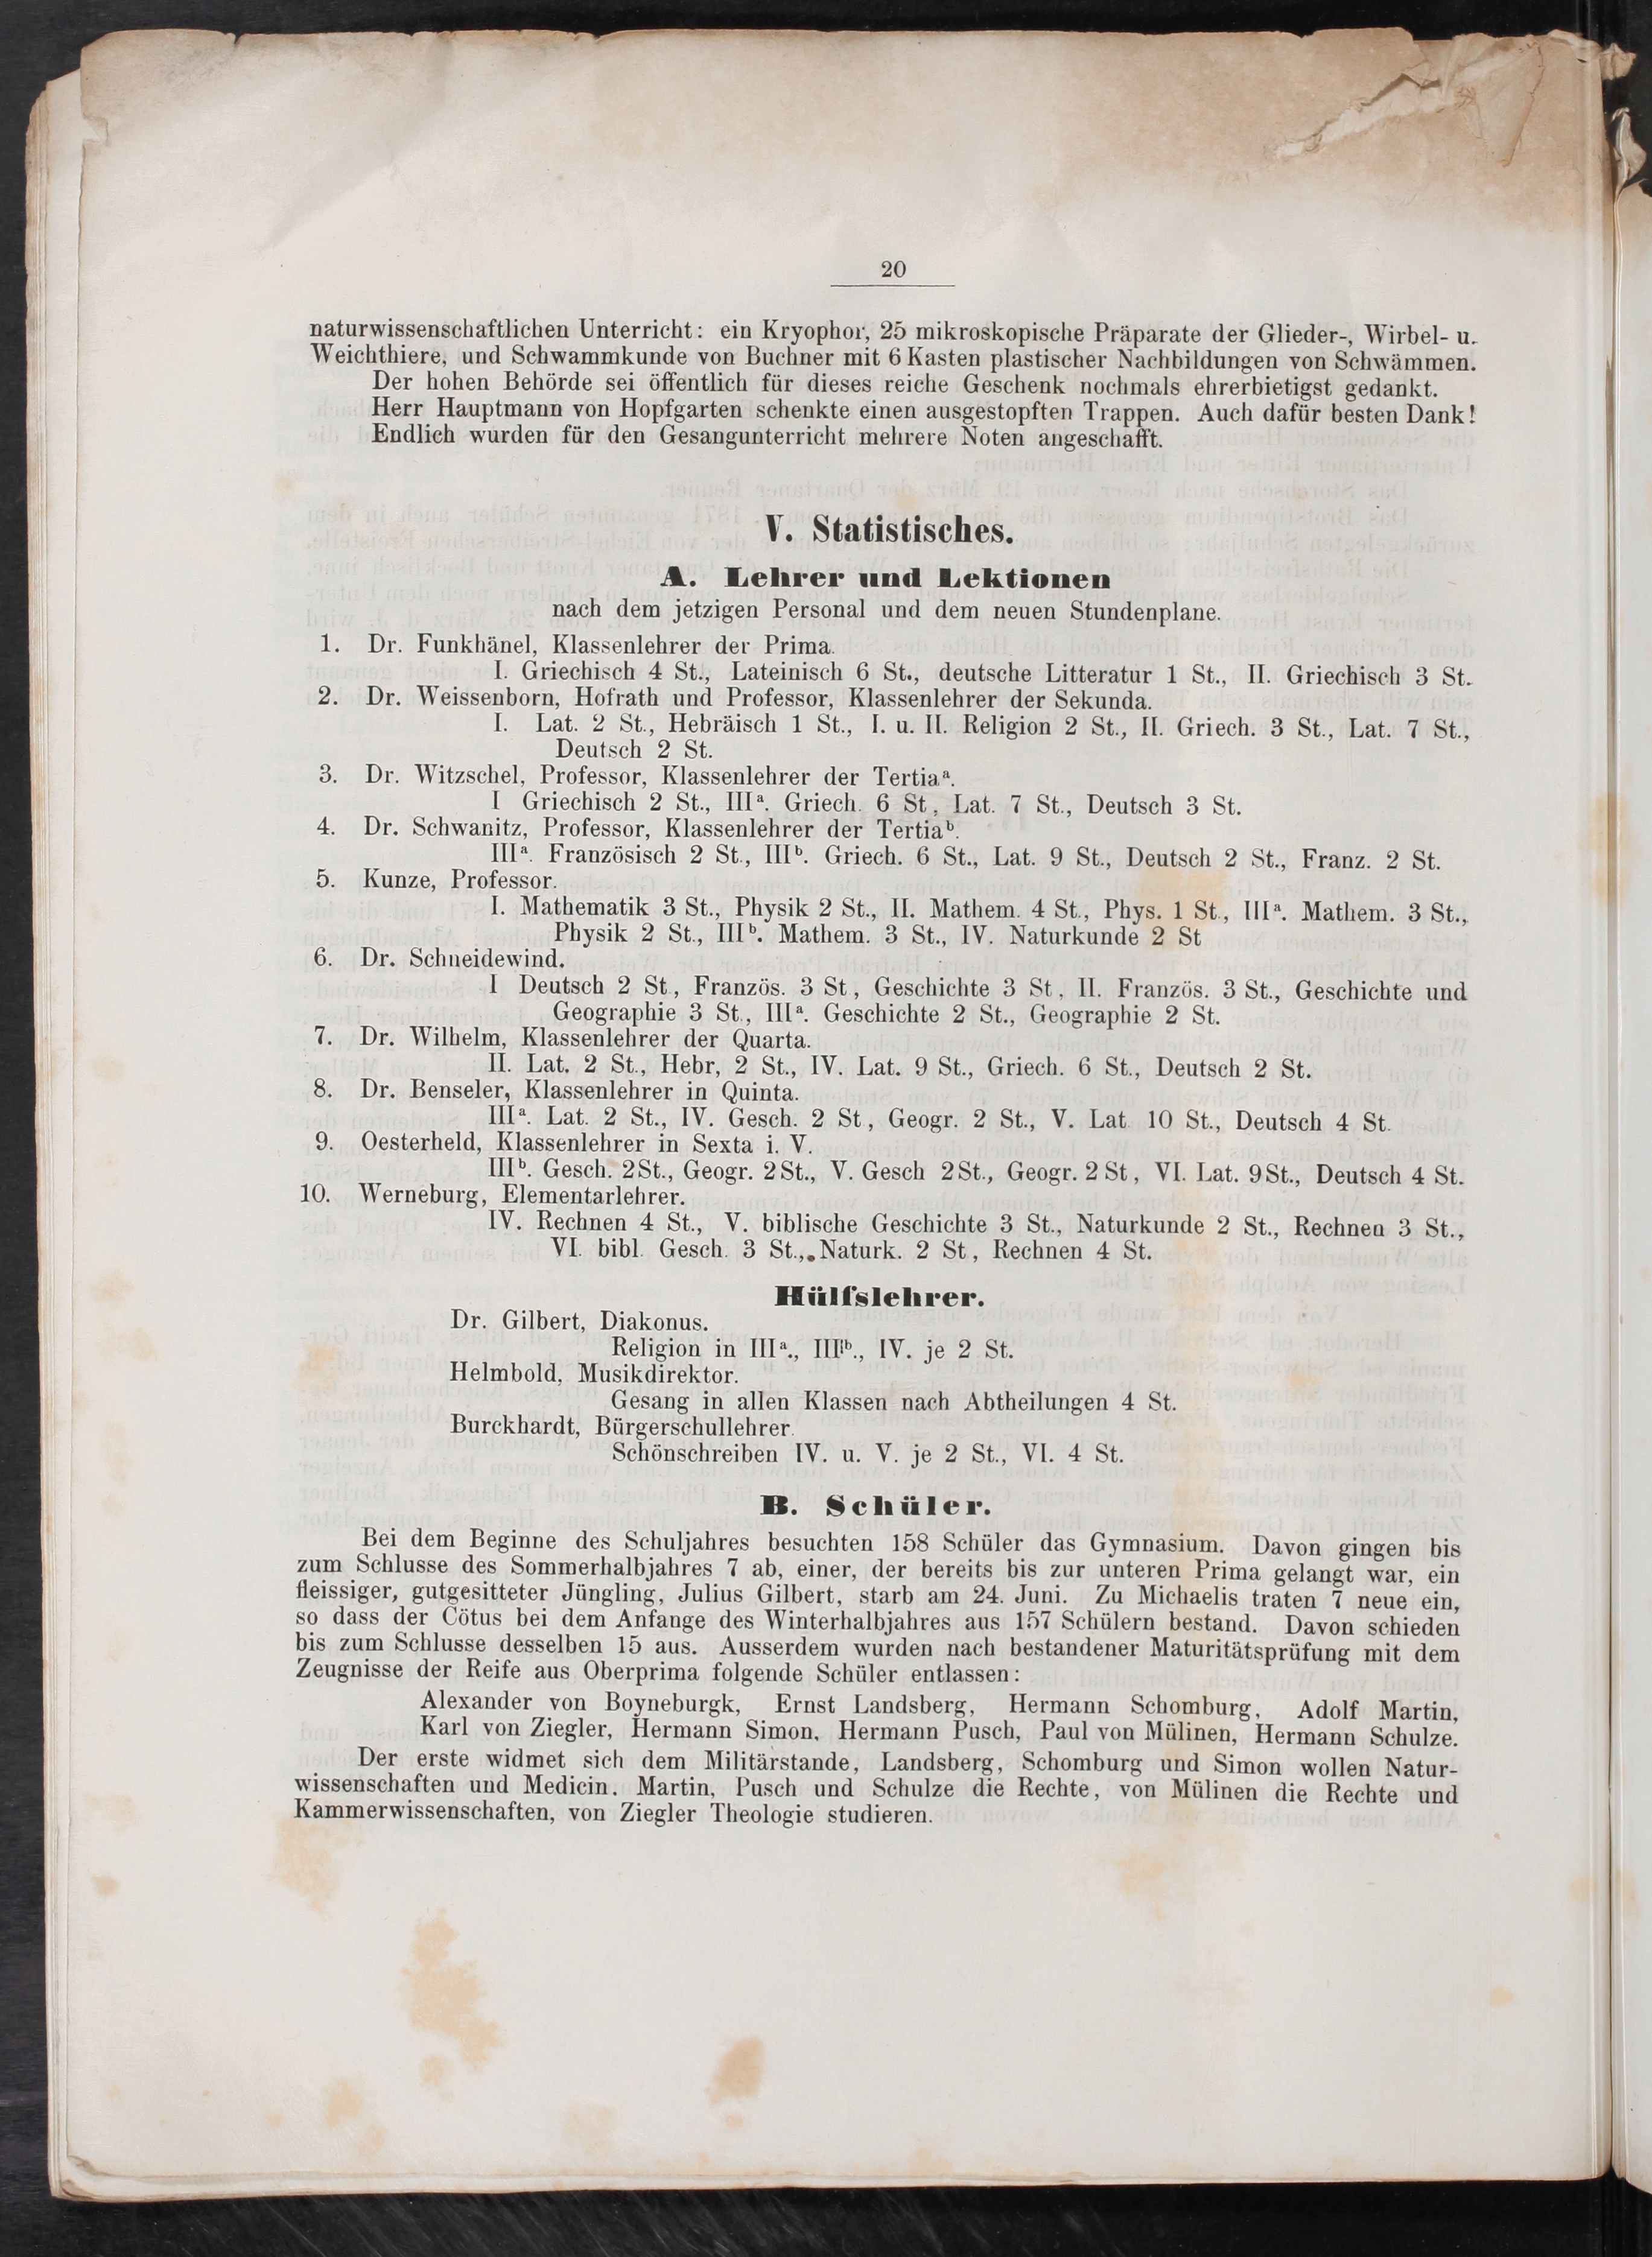 20
naturwissenschaftlichen Unterricht: ein Kryophor, 25 mikroskopische Präparate der Glieder-, Wirbel- u.
Weichthiere, und Schwammkunde von Buchner mit 6 Kasten plastischer Nachbildungen von Schwämmen.
Der hohen Behörde sei öffentlich für dieses reiche Geschenk nochmals ehrerbietigst gedankt.
Herr Hauptmann von Hopfgarten schenkte einen ausgestopften Trappen. Auch dafür besten Dank!
Endlich wurden für den Gesangunterricht mehrere Noten angeschafft.
V. Statistisches.
A. Lehrer und Lektionen
nach dem jetzigen Personal und dem neuen Stundenplane.
1. Dr. Funkhänel, Klassenlehrer der Prima.
I. Griechisch 4 St., Lateinisch 6 St., deutsche Litteratur 1 St., II. Griechisch 3 St.
2. Dr. Weissenborn, Hofrath und Professor, Klassenlehrer der Sekunda.
I. Lat. 2 St., Hebräisch 1 St., I. u. II. Religion 2 St., II. Griech. 3 St., Lat. 7 St.,
Deutsch 2 St.
3. Dr. Witzschel, Professor, Klassenlehrer der Tertiaᵃ.
I Griechisch 2 St., IIIᵃ. Griech. 6 St, Lat. 7 St., Deutsch 3 St.
4. Dr. Schwanitz, Professor, Klassenlehrer der Tertiaᵇ.
IIIᵃ. Französisch 2 St., IIIᵇ. Griech. 6 St., Lat. 9 St., Deutsch 2 St., Franz. 2 St.
5. Kunze, Professor.
I. Mathematik 3 St., Physik 2 St., II. Mathem. 4 St., Phys. 1 St., IIIᵃ. Mathem. 3 St.,
Physik 2 St., IIIᵇ. Mathem. 3 St., IV. Naturkunde 2 St
6. Dr. Schneidewind.
I Deutsch 2 St., Französ. 3 St, Geschichte 3 St, II. Französ. 3 St., Geschichte und
Geographie 3 St., IIIᵃ. Geschichte 2 St., Geographie 2 St.
7. Dr. Wilhelm, Klassenlehrer der Quarta.
II. Lat. 2 St., Hebr, 2 St., IV. Lat. 9 St., Griech. 6 St., Deutsch 2 St.
8. Dr. Benseler, Klassenlehrer in Quinta.
IIIᵃ. Lat. 2 St., IV. Gesch. 2 St, Geogr. 2 St., V. Lat 10 St., Deutsch 4 St.
9. Oesterheld, Klassenlehrer in Sexta i. V.
IIIᵇ. Gesch. 2 St., Geogr. 2 St., V. Gesch 2 St., Geogr. 2 St, VI. Lat. 9 St., Deutsch 4 St.
10. Werneburg, Elementarlehrer.
IV. Rechnen 4 St., V. biblische Geschichte 3 St., Naturkunde 2 St., Rechnen 3 St.,
VI. bibl. Gesch. 3 St., Naturk. 2 St, Rechnen 4 St.
Hülfslehrer.
Dr. Gilbert, Diakonus.
Religion in IIIᵃ., IIIᵇ., IV. je 2 St.
Helmbold, Musikdirektor.
Gesang in allen Klassen nach Abtheilungen 4 St.
Burckhardt, Bürgerschullehrer.
Schönschreiben IV. u. V. je 2 St., VI. 4 St.
B. Schüler.
Bei dem Beginne des Schuljahres besuchten 158 Schüler das Gymnasium. Davon gingen bis
zum Schlusse des Sommerhalbjahres 7 ab, einer, der bereits bis zur unteren Prima gelangt war, ein
fleissiger, gutgesitteter Jüngling, Julius Gilbert, starb am 24. Juni. Zu Michaelis traten 7 neue ein,
so dass der Cötus bei dem Anfange des Winterhalbjahres aus 157 Schülern bestand. Davon schieden
bis zum Schlusse desselben 15 aus. Ausserdem wurden nach bestandener Maturitätsprüfung mit dem
Zeugnisse der Reife aus Oberprima folgende Schüler entlassen:
Alexander von Boyneburgk, Ernst Landsberg, Hermann Schomburg, Adolf Martin,
Karl von Ziegler, Hermann Simon, Hermann Pusch, Paul von Mülinen, Hermann Schulze.
Der erste widmet sich dem Militärstande, Landsberg, Schomburg und Simon wollen Natur-
wissenschaften und Medicin, Martin, Pusch und Schulze die Rechte, von Mülinen die Rechte und
Kammerwissenschaften, von Ziegler Theologie studieren.